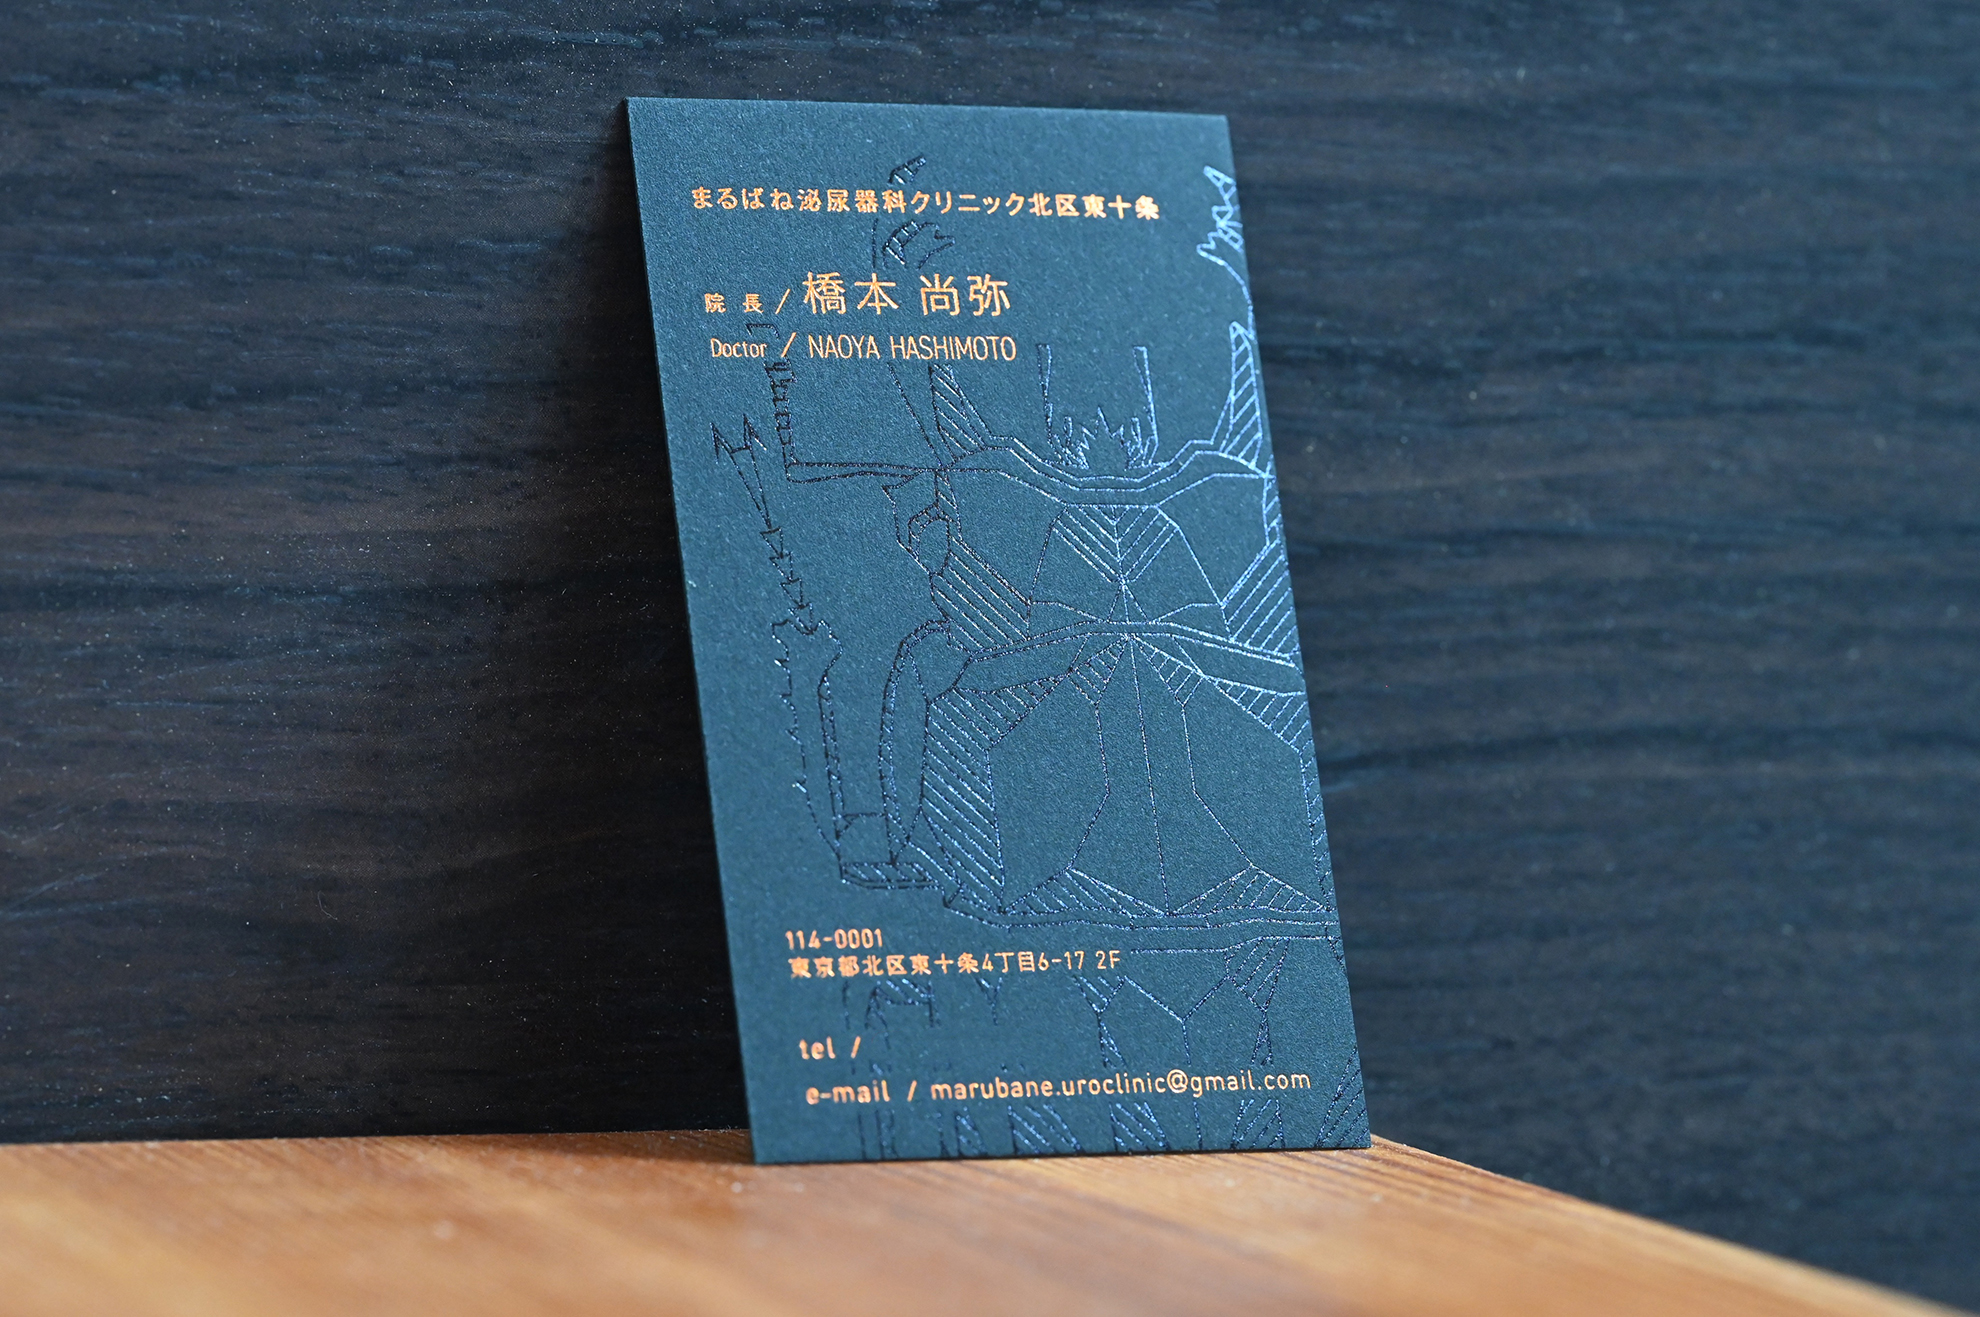 まるばね泌尿器科クリニック北区東十条
院 長 / 橋本 尚弥
Doctor / NAOYA HASHIMOTO
114-0001
東京都北区東十条4丁目6-17 2F
tel /
e-mail / marubane.uroclinic@gmail.com